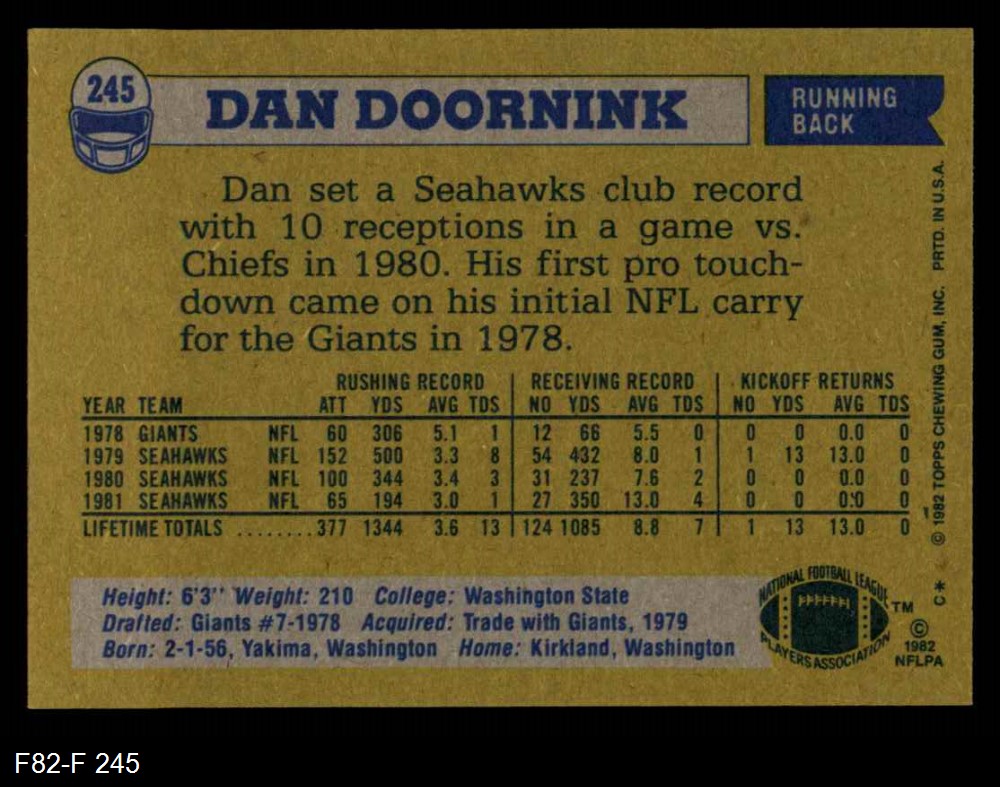 245
DAN DOORNINK
RUNNING
BACK
Dan set a Seahawks club record
with 10 receptions in a game vs.
Chiefs in 1980. His first pro touch-
down came on his initial NFL carry
for the Giants in 1978.
RUSHING RECORD RECEIVING RECORD KICKOFF RETURNS
YEAR TEAM ATT YDS AVG TDS NO YDS AVG TDS NO YDS AVG TDS
1978 GIANTS NFL 60 306 5.1 1 12 66 5.5 0 0 0 0.0 0
1979 SEAHAWKS NFL 152 500 3.3 8 54 432 8.0 1 1 13 13.0 0
1980 SEAHAWKS NFL 100 344 3.4 3 31 237 7.6 2 0 0 0.0 0
1981 SEAHAWKS NFL 65 194 3.0 1 27 350 13.0 4 0 0 0.0 0
LIFETIME TOTALS ........377 1344 3.6 13 124 1085 8.8 7 1 13 13.0 0
Height: 6'3" Weight: 210 College: Washington State
Drafted: Giants #7-1978 Acquired: Trade with Giants, 1979
Born: 2-1-56, Yakima, Washington Home: Kirkland, Washington
NATIONAL FOOTBALL LEAGUE
PLAYERS ASSOCIATION
TM
©
1982
NFLPA
C*
© 1982 TOPPS CHEWING GUM, INC. PRTD. IN U.S.A.
F82-F 245